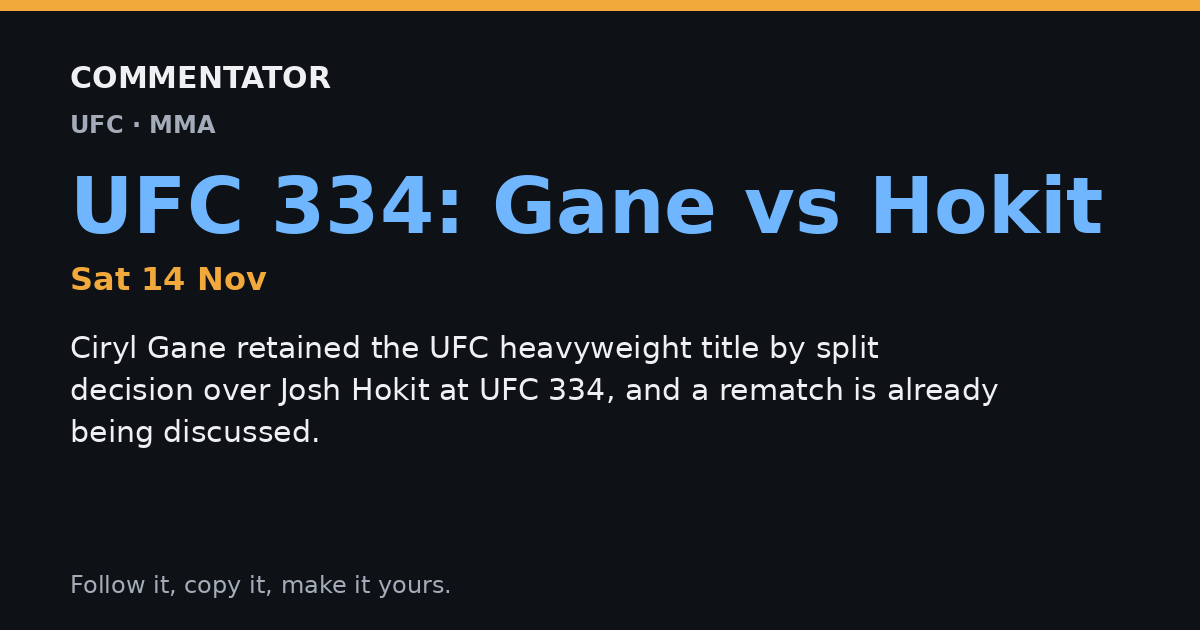 COMMENTATOR
UFC · MMA
UFC 334: Gane vs Hokit
Sat 14 Nov
Ciryl Gane retained the UFC heavyweight title by split
decision over Josh Hokit at UFC 334, and a rematch is already
being discussed.
Follow it, copy it, make it yours.